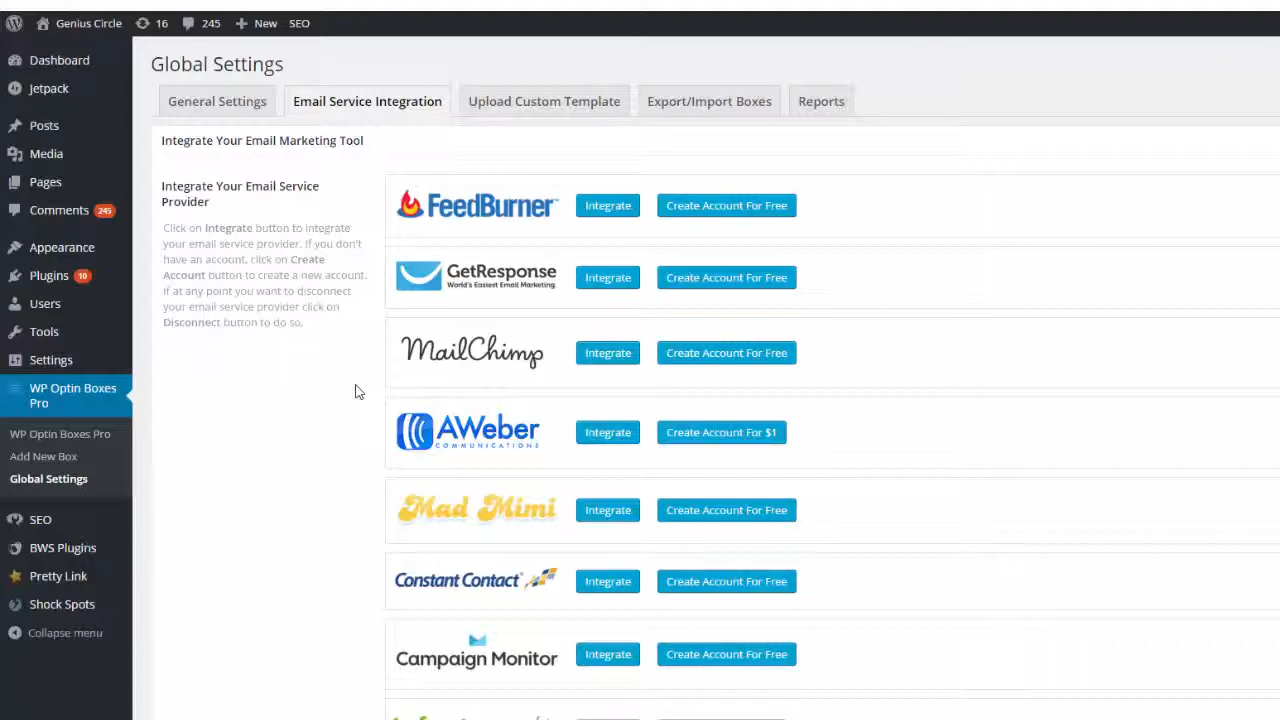 Genius Circle 16 245 New SEO
Dashboard
Jetpack
Posts
Media
Pages
Comments 245
Appearance
Plugins 10
Users
Tools
Settings
WP Optin Boxes
Pro
WP Optin Boxes Pro
Add New Box
Global Settings
SEO
BWS Plugins
Pretty Link
Shock Spots
Collapse menu
Global Settings
General Settings Email Service Integration Upload Custom Template Export/Import Boxes Reports
Integrate Your Email Marketing Tool
Integrate Your Email Service
Provider
Click on Integrate button to integrate
your email service provider. If you don't
have an account, click on Create
Account button to create a new account.
If at any point you want to disconnect
your email service provider click on
Disconnect button to do so.
FeedBurner™ Integrate Create Account For Free
GetResponse
World's Easiest Email Marketing.
Integrate Create Account For Free
MailChimp Integrate Create Account For Free
AWeber
COMMUNICATIONS
Integrate Create Account For $1
Mad Mimi Integrate Create Account For Free
Constant Contact® Integrate Create Account For Free
Campaign Monitor Integrate Create Account For Free